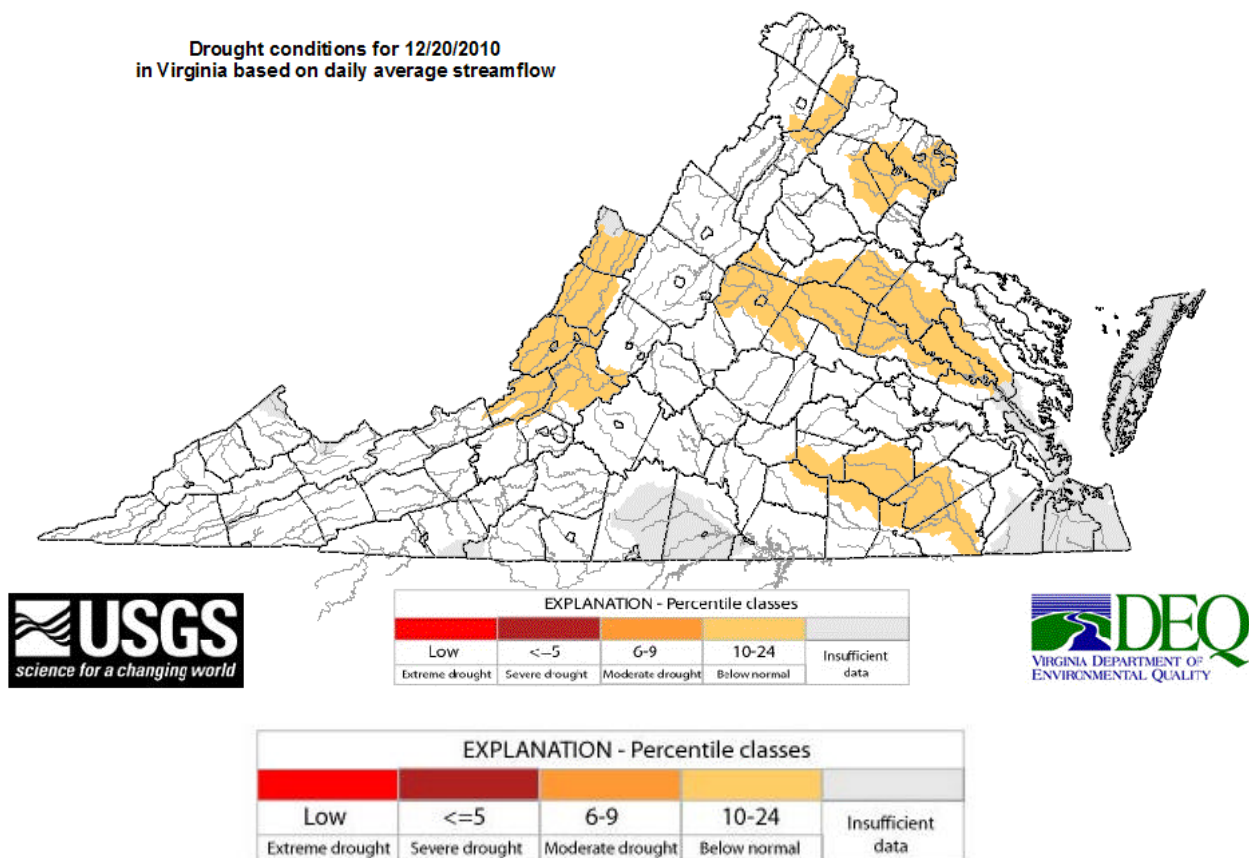 Drought conditions for 12/20/2010
in Virginia based on daily average streamflow
USGS
science for a changing world
EXPLANATION - Percentile classes
Low <=5 6-9 10-24 Insufficient data
Extreme drought Severe drought Moderate drought Below normal
DEQ
VIRGINIA DEPARTMENT OF
ENVIRONMENTAL QUALITY
EXPLANATION - Percentile classes
Low <=5 6-9 10-24 Insufficient data
Extreme drought Severe drought Moderate drought Below normal